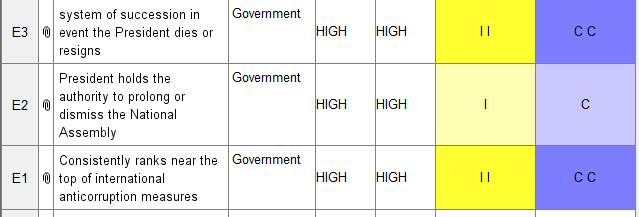 E3 system of succession in event the President dies or resigns Government HIGH HIGH I I C C
E2 President holds the authority to prolong or dismiss the National Assembly Government HIGH HIGH I C
E1 Consistently ranks near the top of international anticorruption measures Government HIGH HIGH I I C C